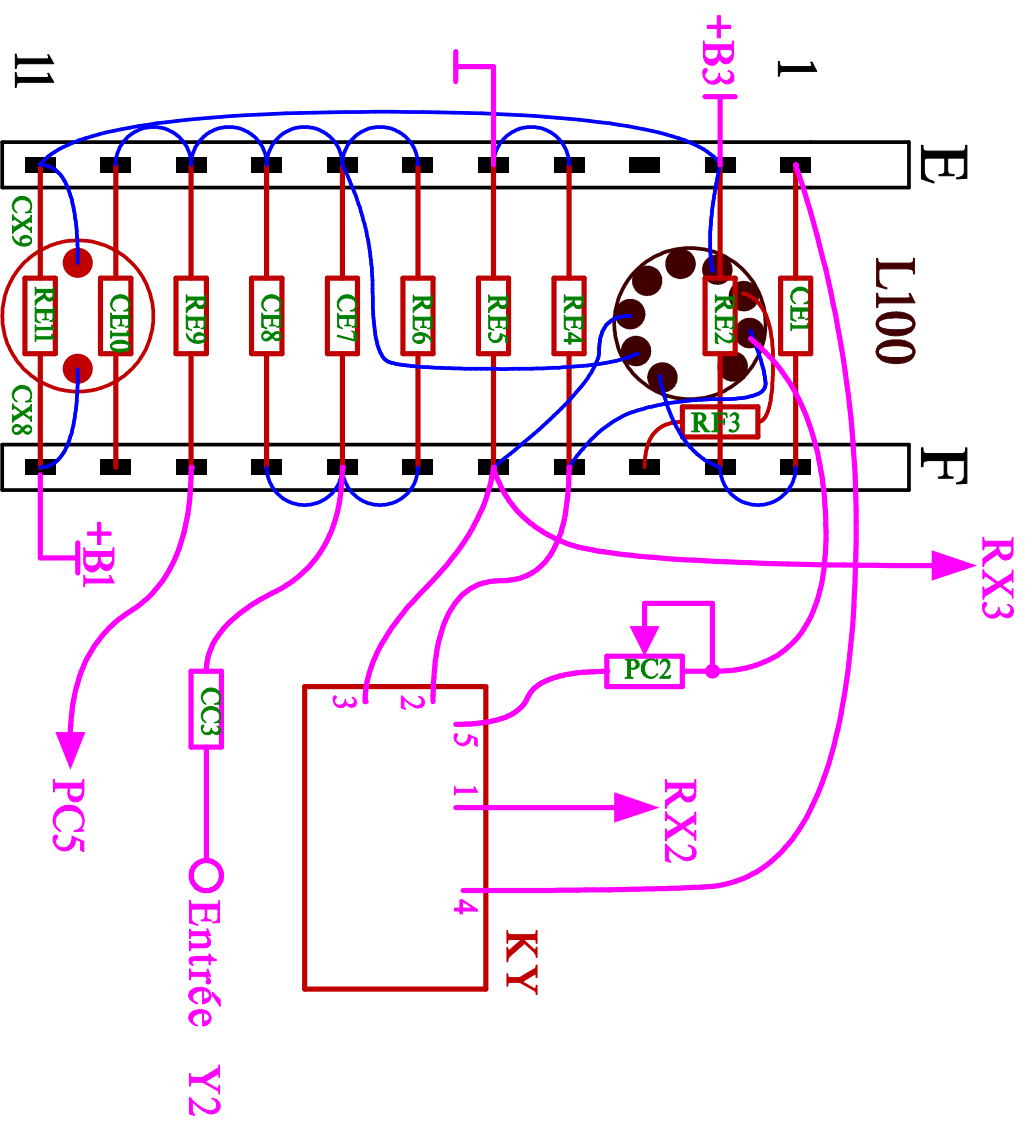 +B3
1
11
E
L100
CX9
RE11
CE10
RE9
CE8
CE7
RE6
RE5
RE4
RE2
CE1
RF3
CX8
F
+B1
RX3
PC2
3
2
5
1
4
KY
CC3
PC5
RX2
Entrée Y2